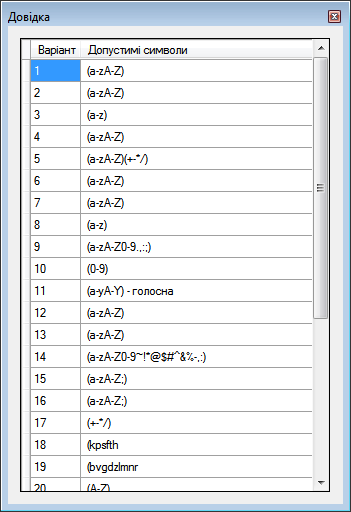 Довідка
Варіант Допустимі символи
1 (a-zA-Z)
2 (a-zA-Z)
3 (a-z)
4 (a-zA-Z)
5 (a-zA-Z)(+-*/)
6 (a-zA-Z)
7 (a-zA-Z)
8 (a-z)
9 (a-zA-Z0-9.,:;)
10 (0-9)
11 (a-yA-Y) - голосна
12 (a-zA-Z)
13 (a-zA-Z)
14 (a-zA-Z0-9~!*@$#^&%-,:)
15 (a-zA-Z;)
16 (a-zA-Z;)
17 (+-*/)
18 (kpsfth
19 (bvgdzlmnr
20 (A-Z)